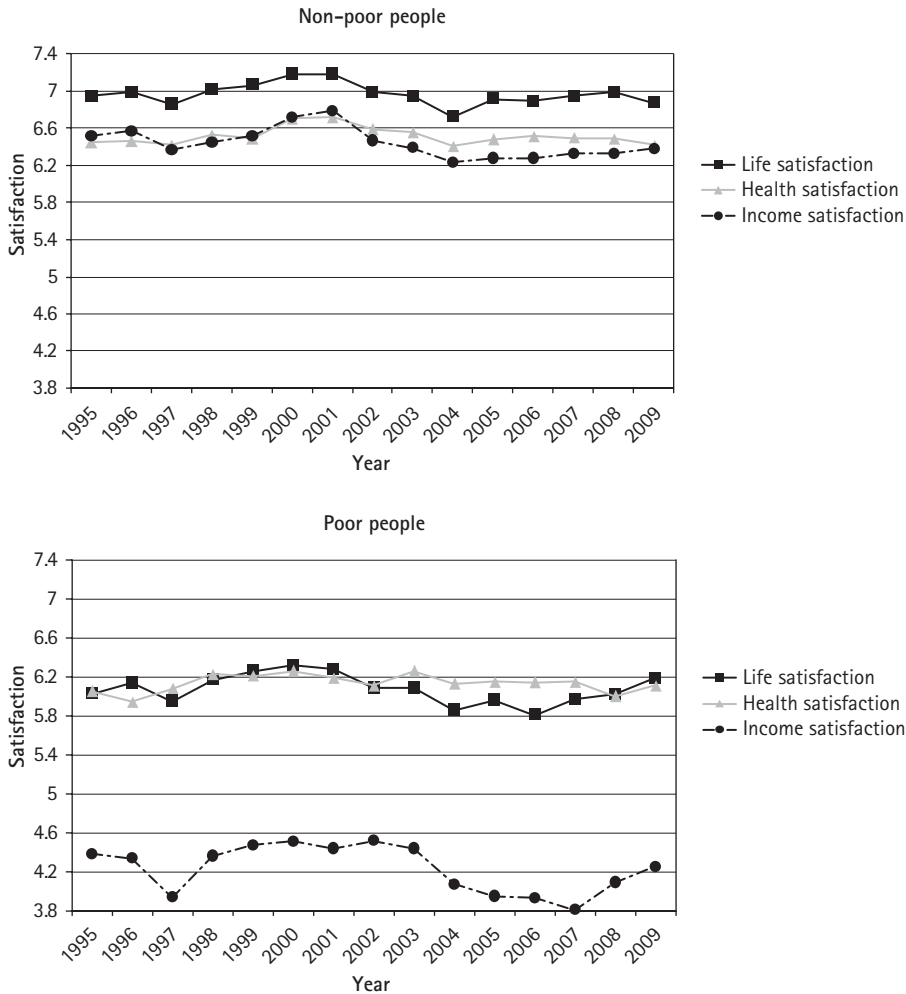 Non-poor people
7.4
7
6.6
6.2
5.8
5.4
5
4.6
4.2
3.8
Satisfaction
1995 1996 1997 1998 1999 2000 2001 2002 2003 2004 2005 2006 2007 2008 2009
Year
Life satisfaction
Health satisfaction
Income satisfaction
Poor people
7.4
7
6.6
6.2
5.8
5.4
5
4.6
4.2
3.8
Satisfaction
1995 1996 1997 1998 1999 2000 2001 2002 2003 2004 2005 2006 2007 2008 2009
Year
Life satisfaction
Health satisfaction
Income satisfaction